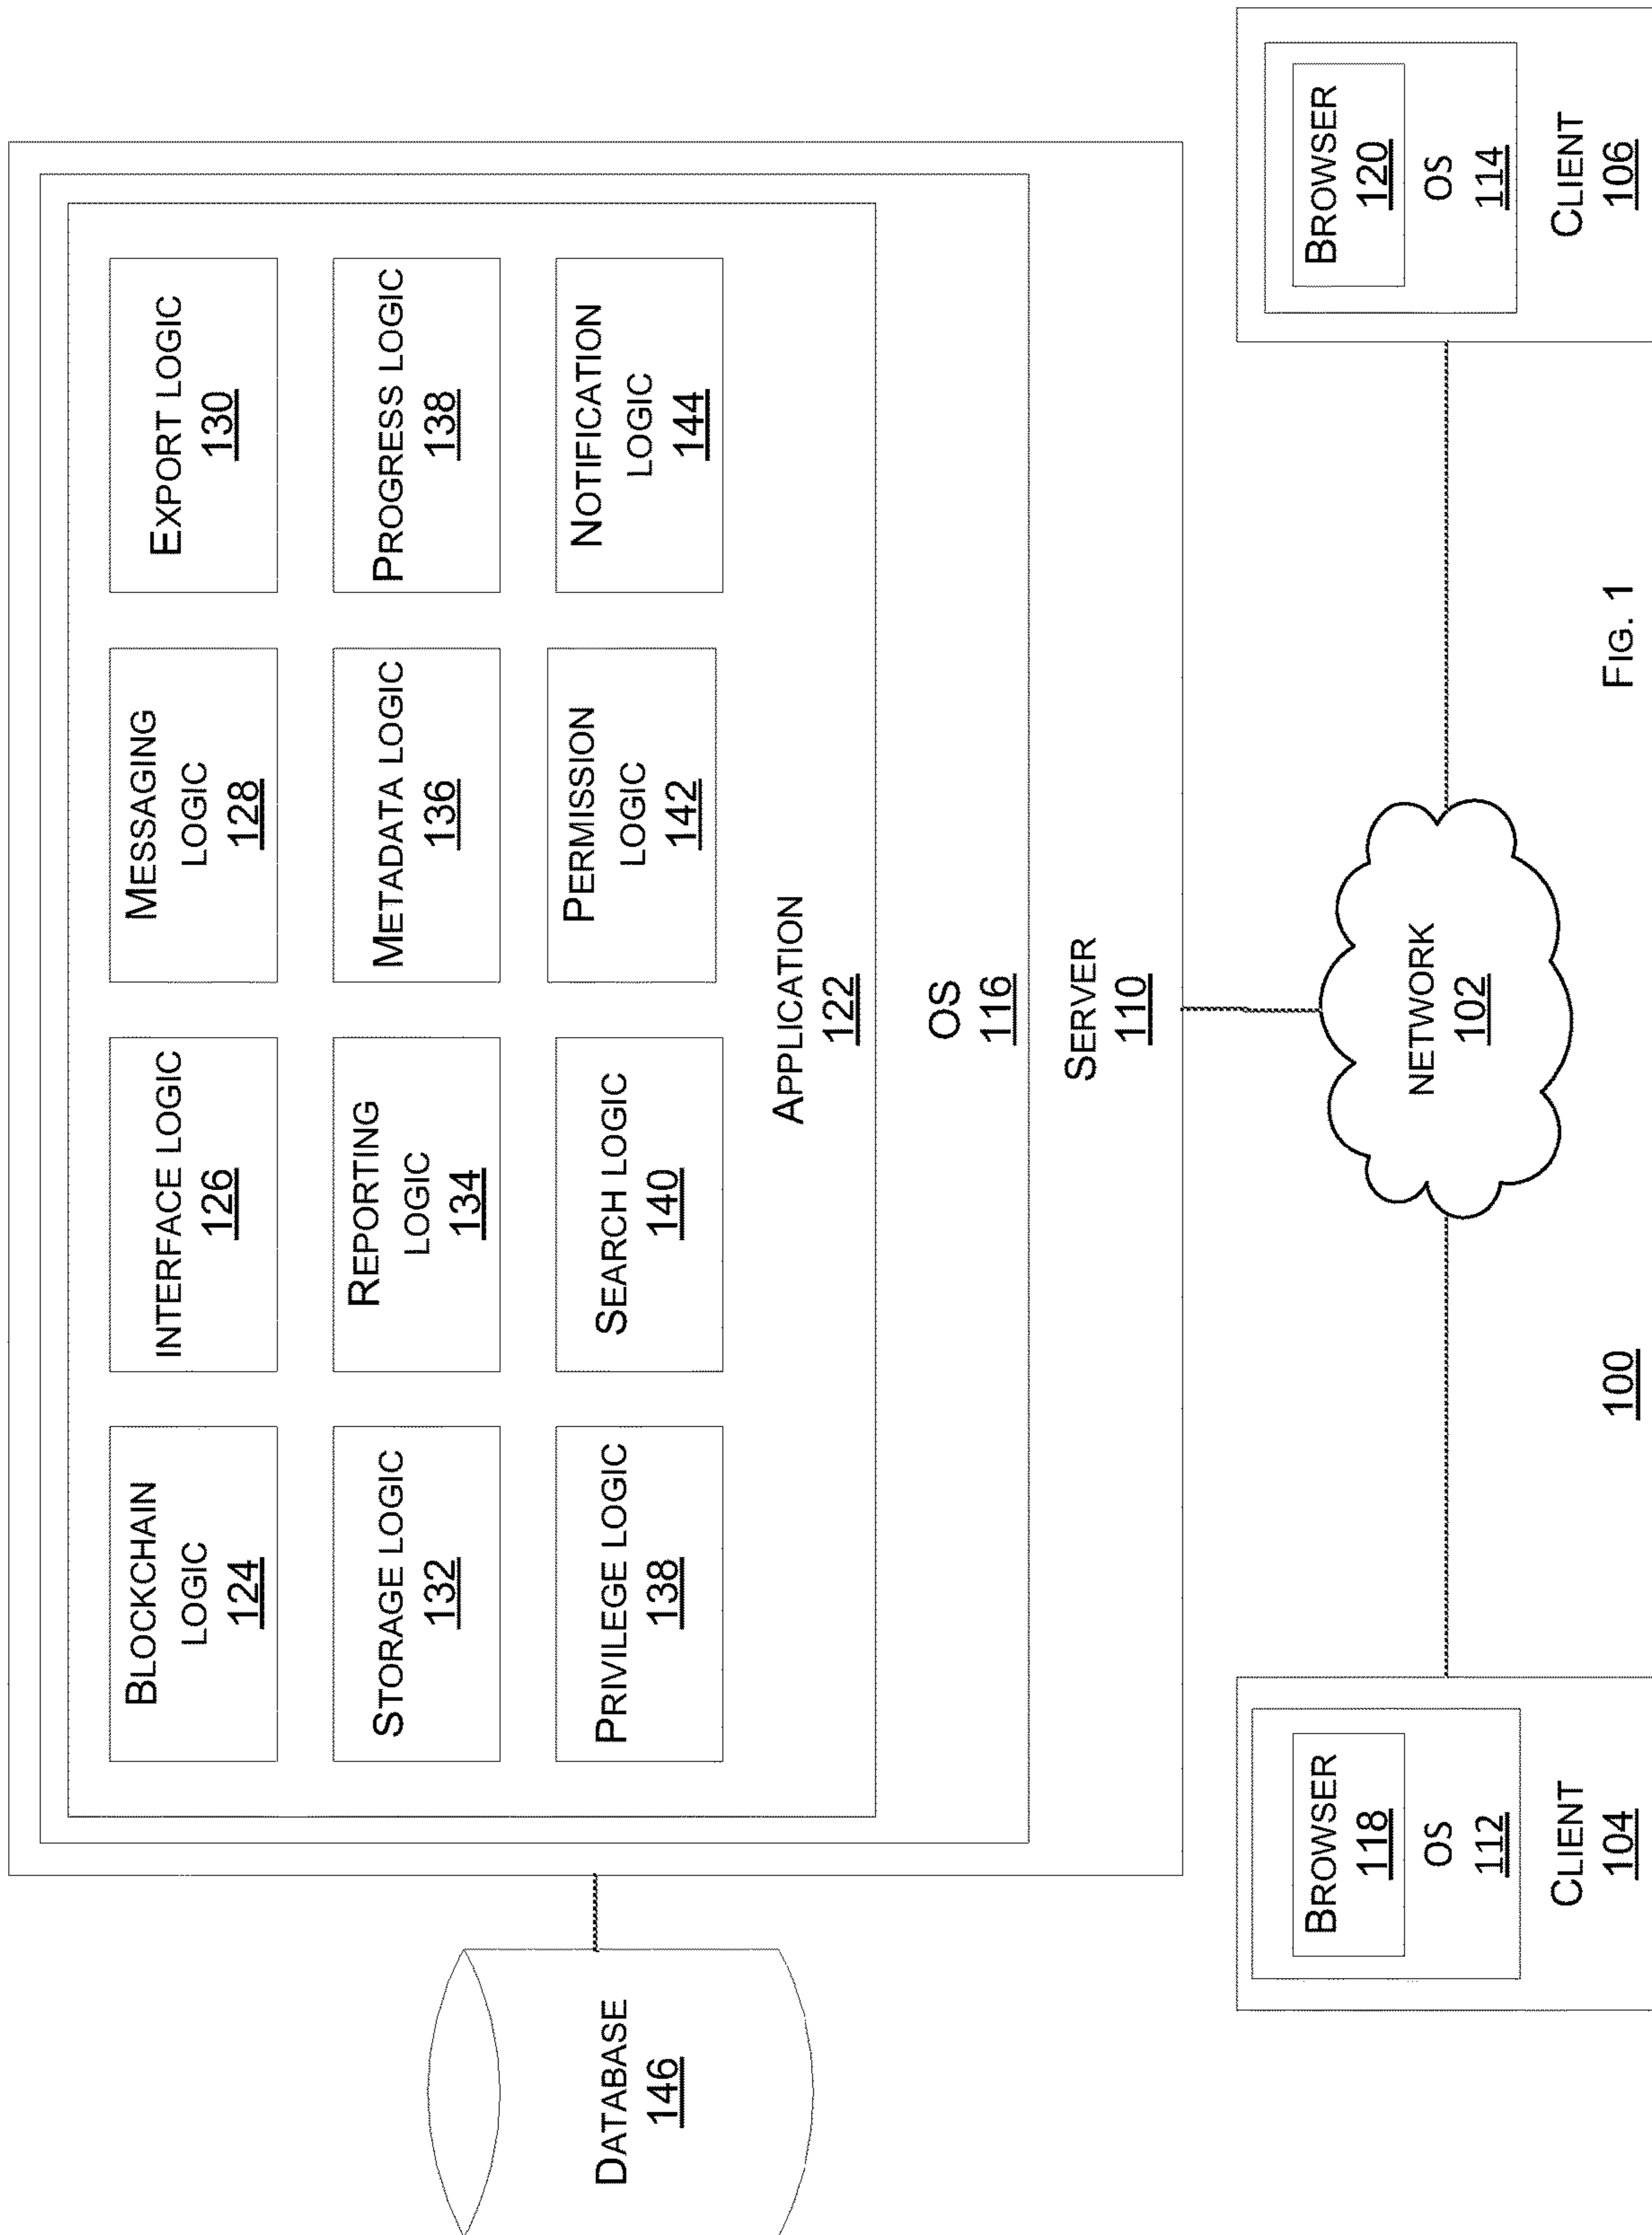 BLOCKCHAIN
LOGIC
124
INTERFACE LOGIC
126
MESSAGING
LOGIC
128
EXPORT LOGIC
130
STORAGE LOGIC
132
REPORTING
LOGIC
134
METADATA LOGIC
136
PROGRESS LOGIC
138
PRIVILEGE LOGIC
138
SEARCH LOGIC
140
PERMISSION
LOGIC
142
NOTIFICATION
LOGIC
144
APPLICATION
122
OS
116
SERVER
110
DATABASE
146
NETWORK
102
BROWSER
118
OS
112
CLIENT
104
BROWSER
120
OS
114
CLIENT
106
100
FIG. 1